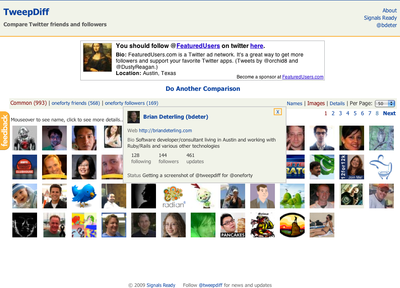 TweepDiff
Compare Twitter friends and followers
About
Signals Ready
@bdeter
You should follow @FeaturedUsers on twitter here.
Bio: FeaturedUsers.com is a Twitter ad network. It's a great way to get more
followers and support your favorite Twitter apps. (Tweets by @orchid8 and
@DustyReagan.)
Location: Austin, Texas
Become a sponsor at FeaturedUsers.com
Do Another Comparison
Common (993) | oneforty friends (568) | oneforty followers (169)
Names | Images | Details | Per Page: 50
Mouseover to see name, click to see more details..
1 2 3 4 5 6 7 8 Next
feedback
x
Brian Deterling (bdeter)
Web http://briandeterling.com
Bio Software developer/consultant living in Austin and working with
Ruby/Rails and various other technologies
128 144 461
following followers updates
Status Getting a screenshot of @tweepdiff for @oneforty
radian
PANCAKES
© 2009 Signals Ready Follow @tweepdiff for news and updates